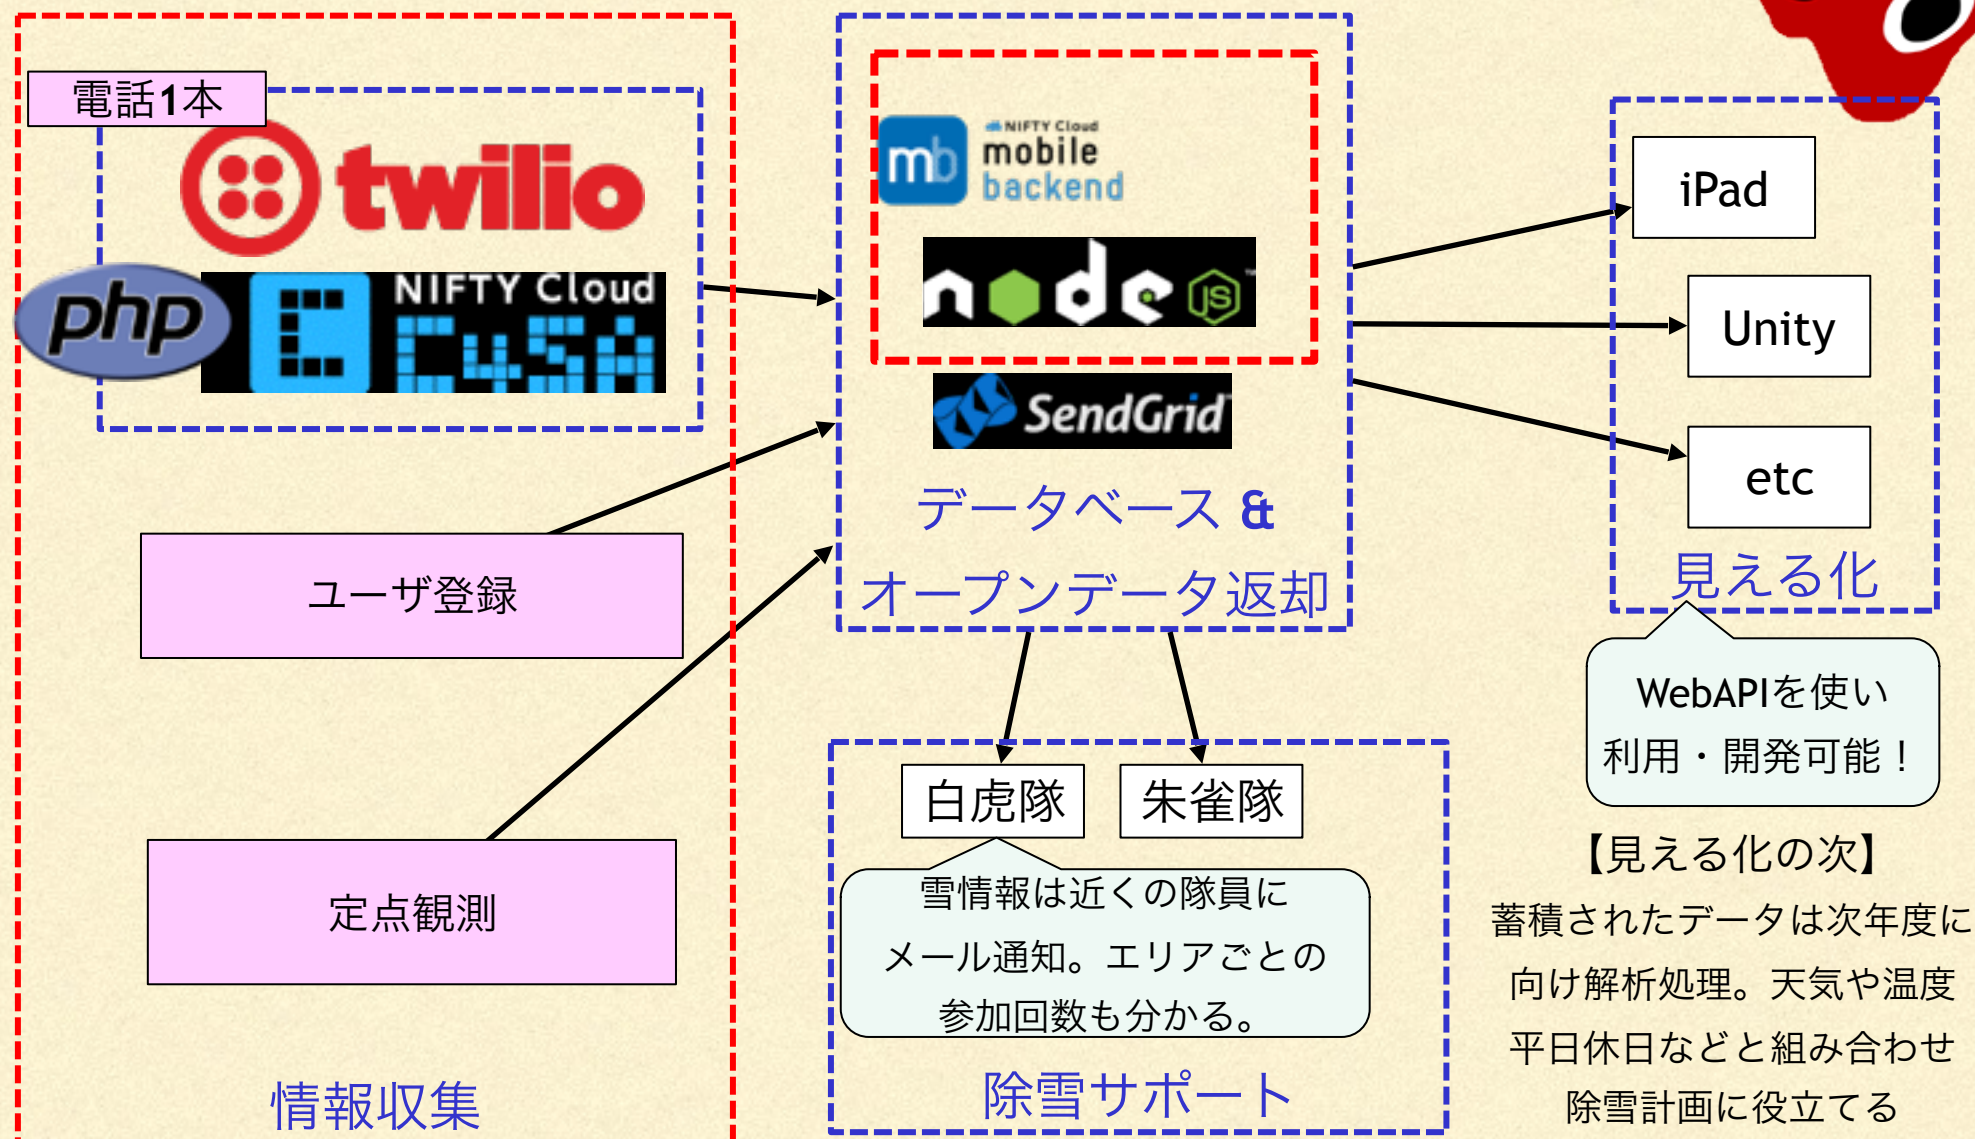 電話1本
twilio
php
NIFTY Cloud
C4SA
ユーザ登録
定点観測
情報収集
NIFTY Cloud
mb
mobile
backend
node
JS
SendGrid
データベース &
オープンデータ返却
白虎隊
朱雀隊
雪情報は近くの隊員に
メール通知。エリアごとの
参加回数も分かる。
除雪サポート
iPad
Unity
etc
見える化
WebAPIを使い
利用・開発可能！
【見える化の次】
蓄積されたデータは次年度に
向け解析処理。天気や温度
平日休日などと組み合わせ
除雪計画に役立てる